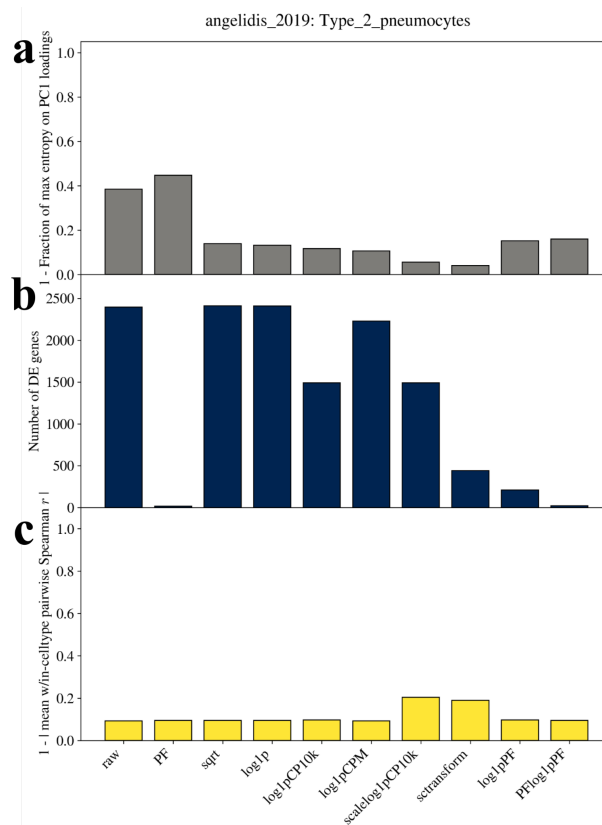 angelidis_2019: Type_2_pneumocytes
a
1 - Fraction of max entropy on PC1 loadings
1.0
0.8
0.6
0.4
0.2
0.0
b
Number of DE genes
2500
2000
1500
1000
500
0
c
1 - | mean w/in-celltype pairwise Spearman r |
1.0
0.8
0.6
0.4
0.2
0.0
raw
PF
sqrt
log1p
log1pCP10k
log1pCPM
scalelog1pCP10k
sctransform
log1pPF
PFlog1pPF